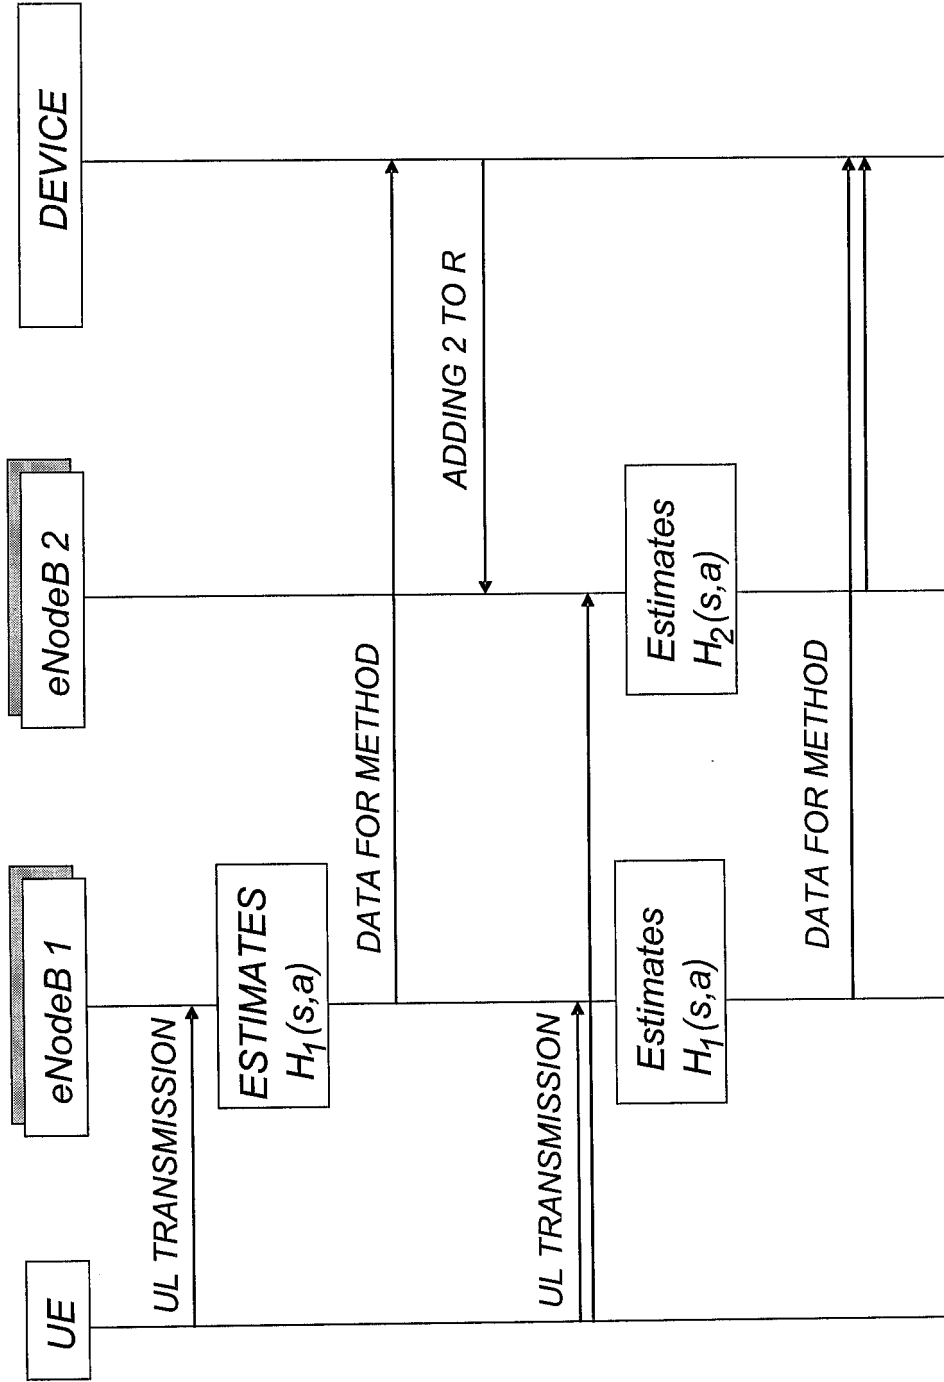 UE
eNodeB 1
eNodeB 2
DEVICE
UL TRANSMISSION
ESTIMATES
H₁(s,a)
DATA FOR METHOD
ADDING 2 TO R
UL TRANSMISSION
Estimates
H₁(s,a)
Estimates
H₂(s,a)
DATA FOR METHOD